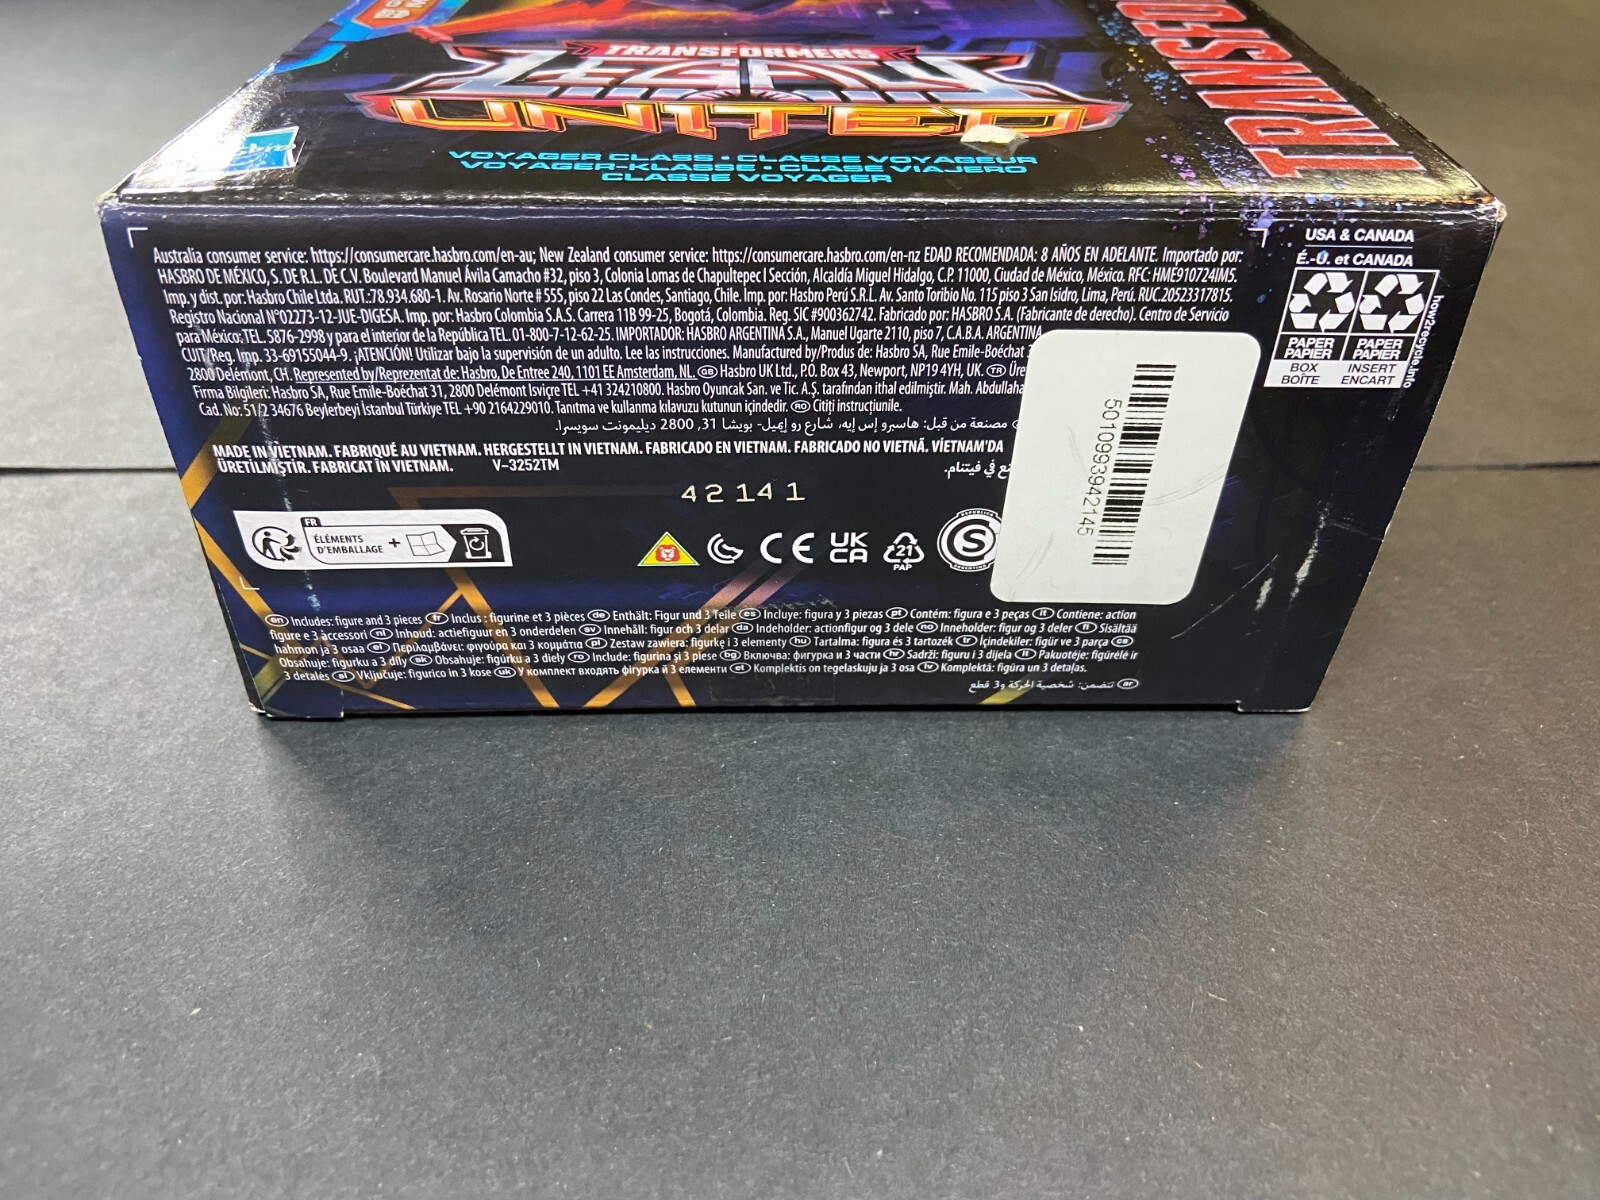 TRANSFORMERS
LEGACY
UNITED
VOYAGER CLASS • CLASSE VOYAGEUR
VOYAGER-KLASSE • CLASE VIAJERO
CLASSE VOYAGER
TRANSFO
Australia consumer service: https://consumercare.hasbro.com/en-au; New Zealand consumer service: https://consumercare.hasbro.com/en-nz EDAD RECOMENDADA: 8 AÑOS EN ADELANTE. Importado por:
HASBRO DE MÉXICO, S. DE R.L. DE C.V. Boulevard Manuel Ávila Camacho #32, piso 3, Colonia Lomas de Chapultepec I Sección, Alcaldía Miguel Hidalgo, C.P. 11000, Ciudad de México, México. RFC: HME910724IM5.
Imp. y dist. por: Hasbro Chile Ltda. RUT.:78.934.680-1. Av. Rosario Norte # 555, piso 22 Las Condes, Santiago, Chile. Imp. por: Hasbro Perú S.R.L. Av. Santo Toribio No. 115 piso 3 San Isidro, Lima, Perú. RUC.20523317815.
Registro Nacional N°02273-12-JUE-DIGESA. Imp. por: Hasbro Colombia S.A.S. Carrera 11B 99-25, Bogotá, Colombia. Reg. SIC #900362742. Fabricado por: HASBRO S.A. (Fabricante de derecho). Centro de Servicio
para México: TEL. 5876-2998 y para el interior de la República TEL. 01-800-7-12-62-25. IMPORTADOR: HASBRO ARGENTINA S.A., Manuel Ugarte 2110, piso 7, C.A.B.A. ARGENTINA
CUIT/Reg. Imp. 33-69155044-9. ¡ATENCIÓN! Utilizar bajo la supervisión de un adulto. Lee las instrucciones. Manufactured by/Produs de: Hasbro SA, Rue Emile-Boéchat 3
2800 Delémont, CH. Represented by/Reprezentat de: Hasbro, De Entree 240, 1101 EE Amsterdam, NL. GB Hasbro UK Ltd., P.O. Box 43, Newport, NP19 4YH, UK. TR Üre
Firma Bilgileri: Hasbro SA, Rue Emile-Boéchat 31, 2800 Delémont İsviçre TEL +41 324210800. Hasbro Oyuncak San. ve Tic. A.Ş. tarafından ithal edilmiştir. Mah. Abdullaha
Cad. No: 51/2 34676 Beylerbeyi İstanbul Türkiye TEL +90 2164229010. Tanıtma ve kullanma kılavuzu kutunun içindedir. RO Citiți instrucțiunile.
مصنعة من قبل: هاسبرو إس إيه، شارع رو إيميل- بويشا 31, 2800 ديليمونت سويسرا.
MADE IN VIETNAM. FABRIQUÉ AU VIETNAM. HERGESTELLT IN VIETNAM. FABRICADO EN VIETNAM. FABRICADO NO VIETNÃ. VİETNAM'DA
ÜRETİLMİŞTİR. FABRICAT ÎN VIETNAM. V-3252TM
ع في فيتنام.
42141
FR
ÉLÉMENTS
D'EMBALLAGE +
CE
UK
CA
21
PAP
REPUBLICA
S
ARGENTINA
5010993942145
USA & CANADA
É.-U. et CANADA
PAPER
PAPIER
BOX
BOÎTE
PAPER
PAPIER
INSERT
ENCART
how2recycle.info
en Includes: figure and 3 pieces fr Inclus : figurine et 3 pièces de Enthält: Figur und 3 Teile es Incluye: figura y 3 piezas pt Contém: figura e 3 peças it Contiene: action
figure e 3 accessori nl Inhoud: actiefiguur en 3 onderdelen sv Innehåll: figur och 3 delar da Indeholder: actionfigur og 3 dele no Inneholder: figur og 3 deler fi Sisältää
hahmon ja 3 osaa el Περιλαμβάνει: φιγούρα και 3 κομμάτια pl Zestaw zawiera: figurkę i 3 elementy hu Tartalma: figura és 3 tartozék tr İçindekiler: figür ve 3 parça cs
Obsahuje: figurku a 3 díly sk Obsahuje: figúrku a 3 diely ro Include: figurina și 3 piese bg Включва: фигурка и 3 части hr Sadrži: figuru i 3 dijela lt Pakuotėje: figūrėlė ir
3 detalės sl Vključuje: figurico in 3 kose uk У комплект входять фігурка й 3 елементи et Komplektis on tegelaskuju ja 3 osa lv Komplektā: figūra un 3 detaļas.
ar تتضمن: شخصية الحركة و3 قطع